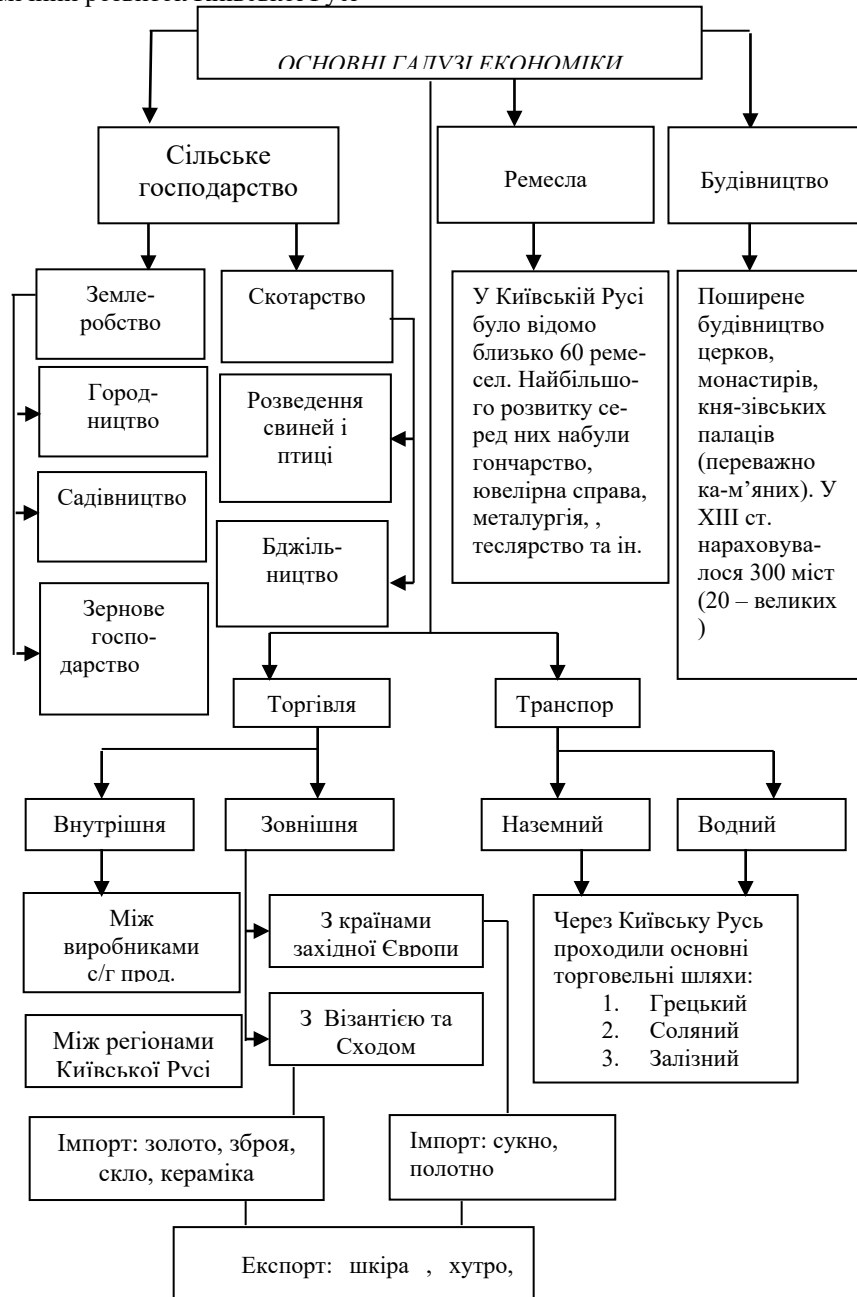 розвиток Київської Русі
ОСНОВНІ ГАЛУЗІ ЕКОНОМІКИ
Сільське
господарство
Ремесла
Будівництво
Земле-
робство
Скотарство
Город-
ництво
Розведення
свиней і
птиці
Садівництво
Бджіль-
ництво
Зернове
госпо-
дарство
У Київській Русі
було відомо
близько 60 реме-
сел. Найбільшо-
го розвитку се-
ред них набули
гончарство,
ювелірна справа,
металургія, ,
теслярство та ін.
Поширене
будівництво
церков,
монастирів,
кня-зівських
палаців
(переважно
ка-м’яних). У
XIII ст.
нараховува-
лося 300 міст
(20 – великих
)
Торгівля
Транспор
Внутрішня
Зовнішня
Наземний
Водний
Між
виробниками
с/г прод.
З країнами
західної Європи
Через Київську Русь
проходили основні
торговельні шляхи:
1. Грецький
2. Соляний
3. Залізний
Між регіонами
Київської Русі
З Візантією та
Сходом
Імпорт: золото, зброя,
скло, кераміка
Імпорт: сукно,
полотно
Експорт: шкіра , хутро,